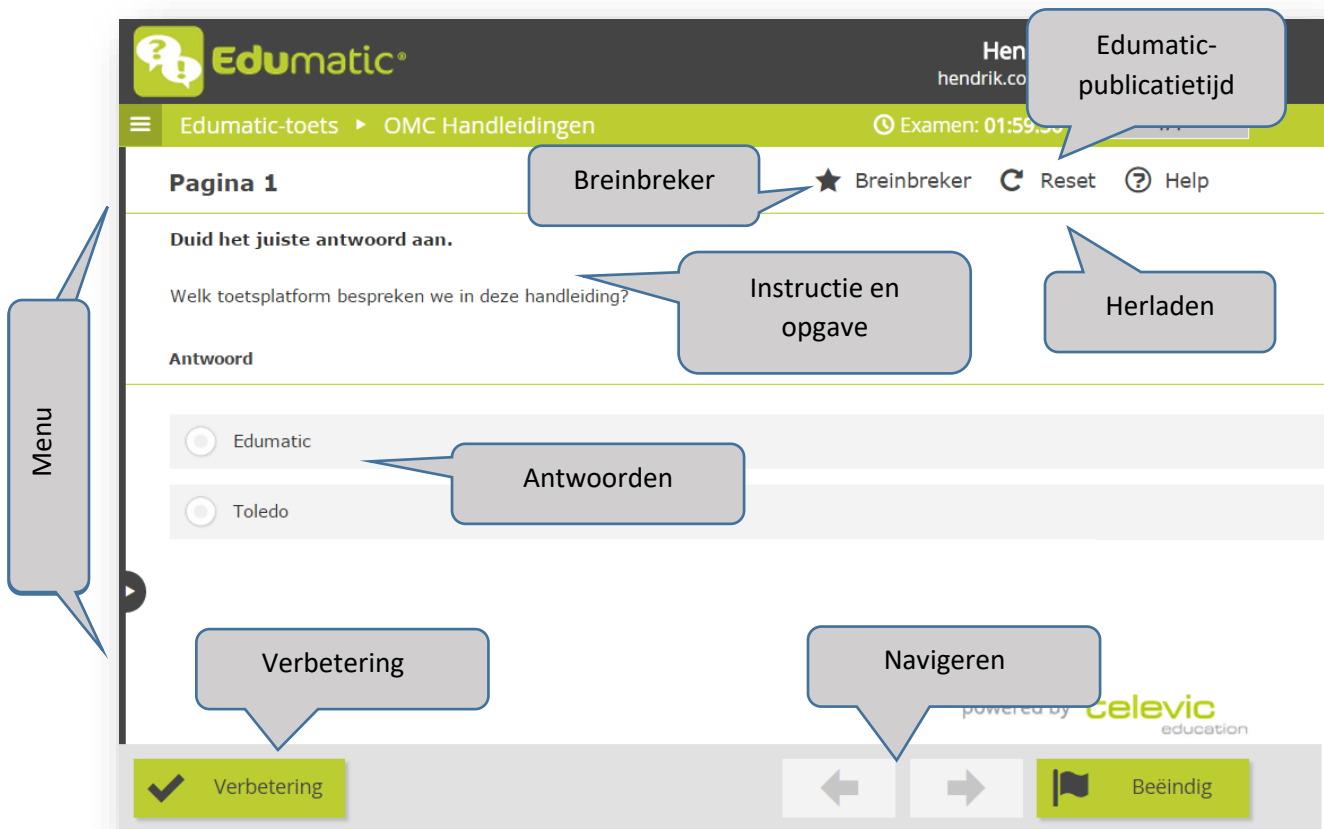 Edumatic®
Hen
hendrik.co
Edumatic-
publicatietijd
Edumatic-toets ▸ OMC Handleidingen
Examen: 01:59:
Pagina 1
Breinbreker
Breinbreker
Reset
Help
Duid het juiste antwoord aan.
Welk toetsplatform bespreken we in deze handleiding?
Instructie en
opgave
Herladen
Antwoord
Menu
Edumatic
Antwoorden
Toledo
Verbetering
Navigeren
powered by
televic
education
Verbetering
Beëindig